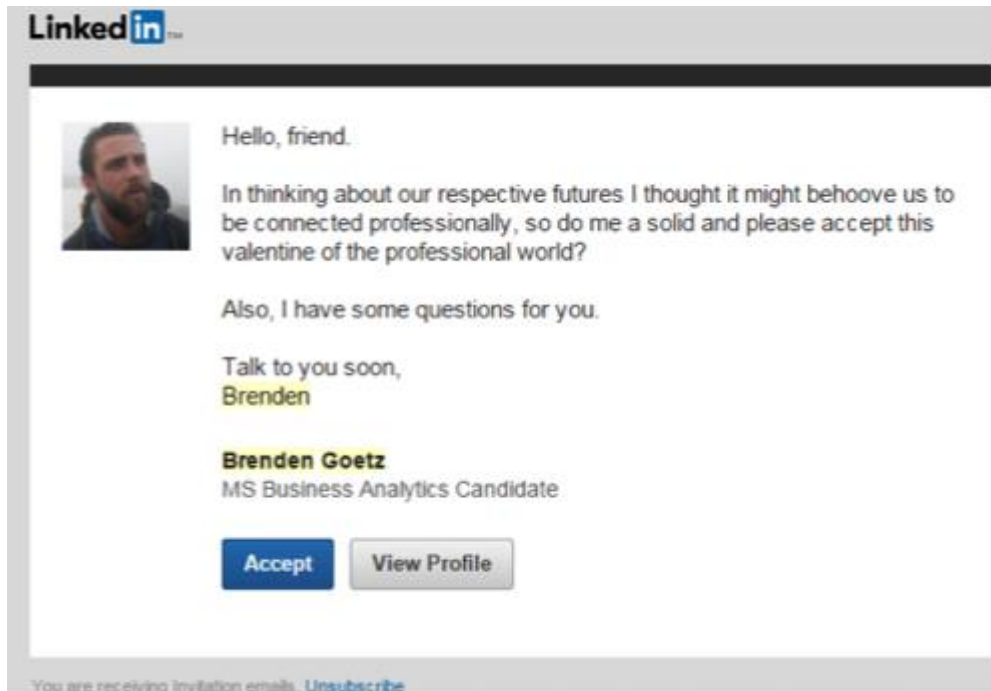 Linked in
Hello, friend.
In thinking about our respective futures I thought it might behoove us to
be connected professionally, so do me a solid and please accept this
valentine of the professional world?
Also, I have some questions for you.
Talk to you soon,
Brenden
Brenden Goetz
MS Business Analytics Candidate
Accept View Profile
You are receiving Invitation emails. Unsubscribe